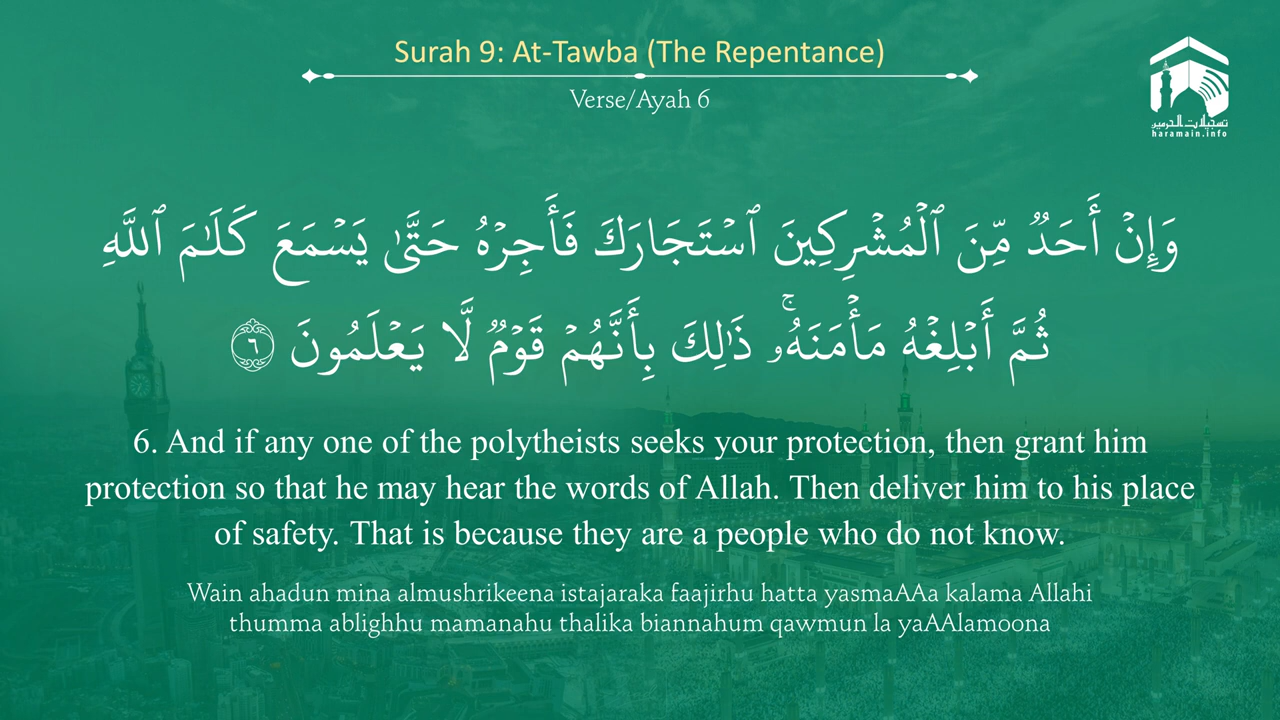 Surah 9: At-Tawba (The Repentance)
Verse/Ayah 6
تسجيلات الحرمين
haramain.info
وَإِنْ أَحَدٌ مِّنَ ٱلْمُشْرِكِينَ ٱسْتَجَارَكَ فَأَجِرْهُ حَتَّىٰ يَسْمَعَ كَلَـٰمَ ٱللَّهِ
ثُمَّ أَبْلِغْهُ مَأْمَنَهُۥ ۚ ذَٰلِكَ بِأَنَّهُمْ قَوْمٌ لَّا يَعْلَمُونَ ٦
6. And if any one of the polytheists seeks your protection, then grant him
protection so that he may hear the words of Allah. Then deliver him to his place
of safety. That is because they are a people who do not know.
Wain ahadun mina almushrikeena istajaraka faajirhu hatta yasmaAAa kalama Allahi
thumma ablighhu mamanahu thalika biannahum qawmun la yaAAlamoona